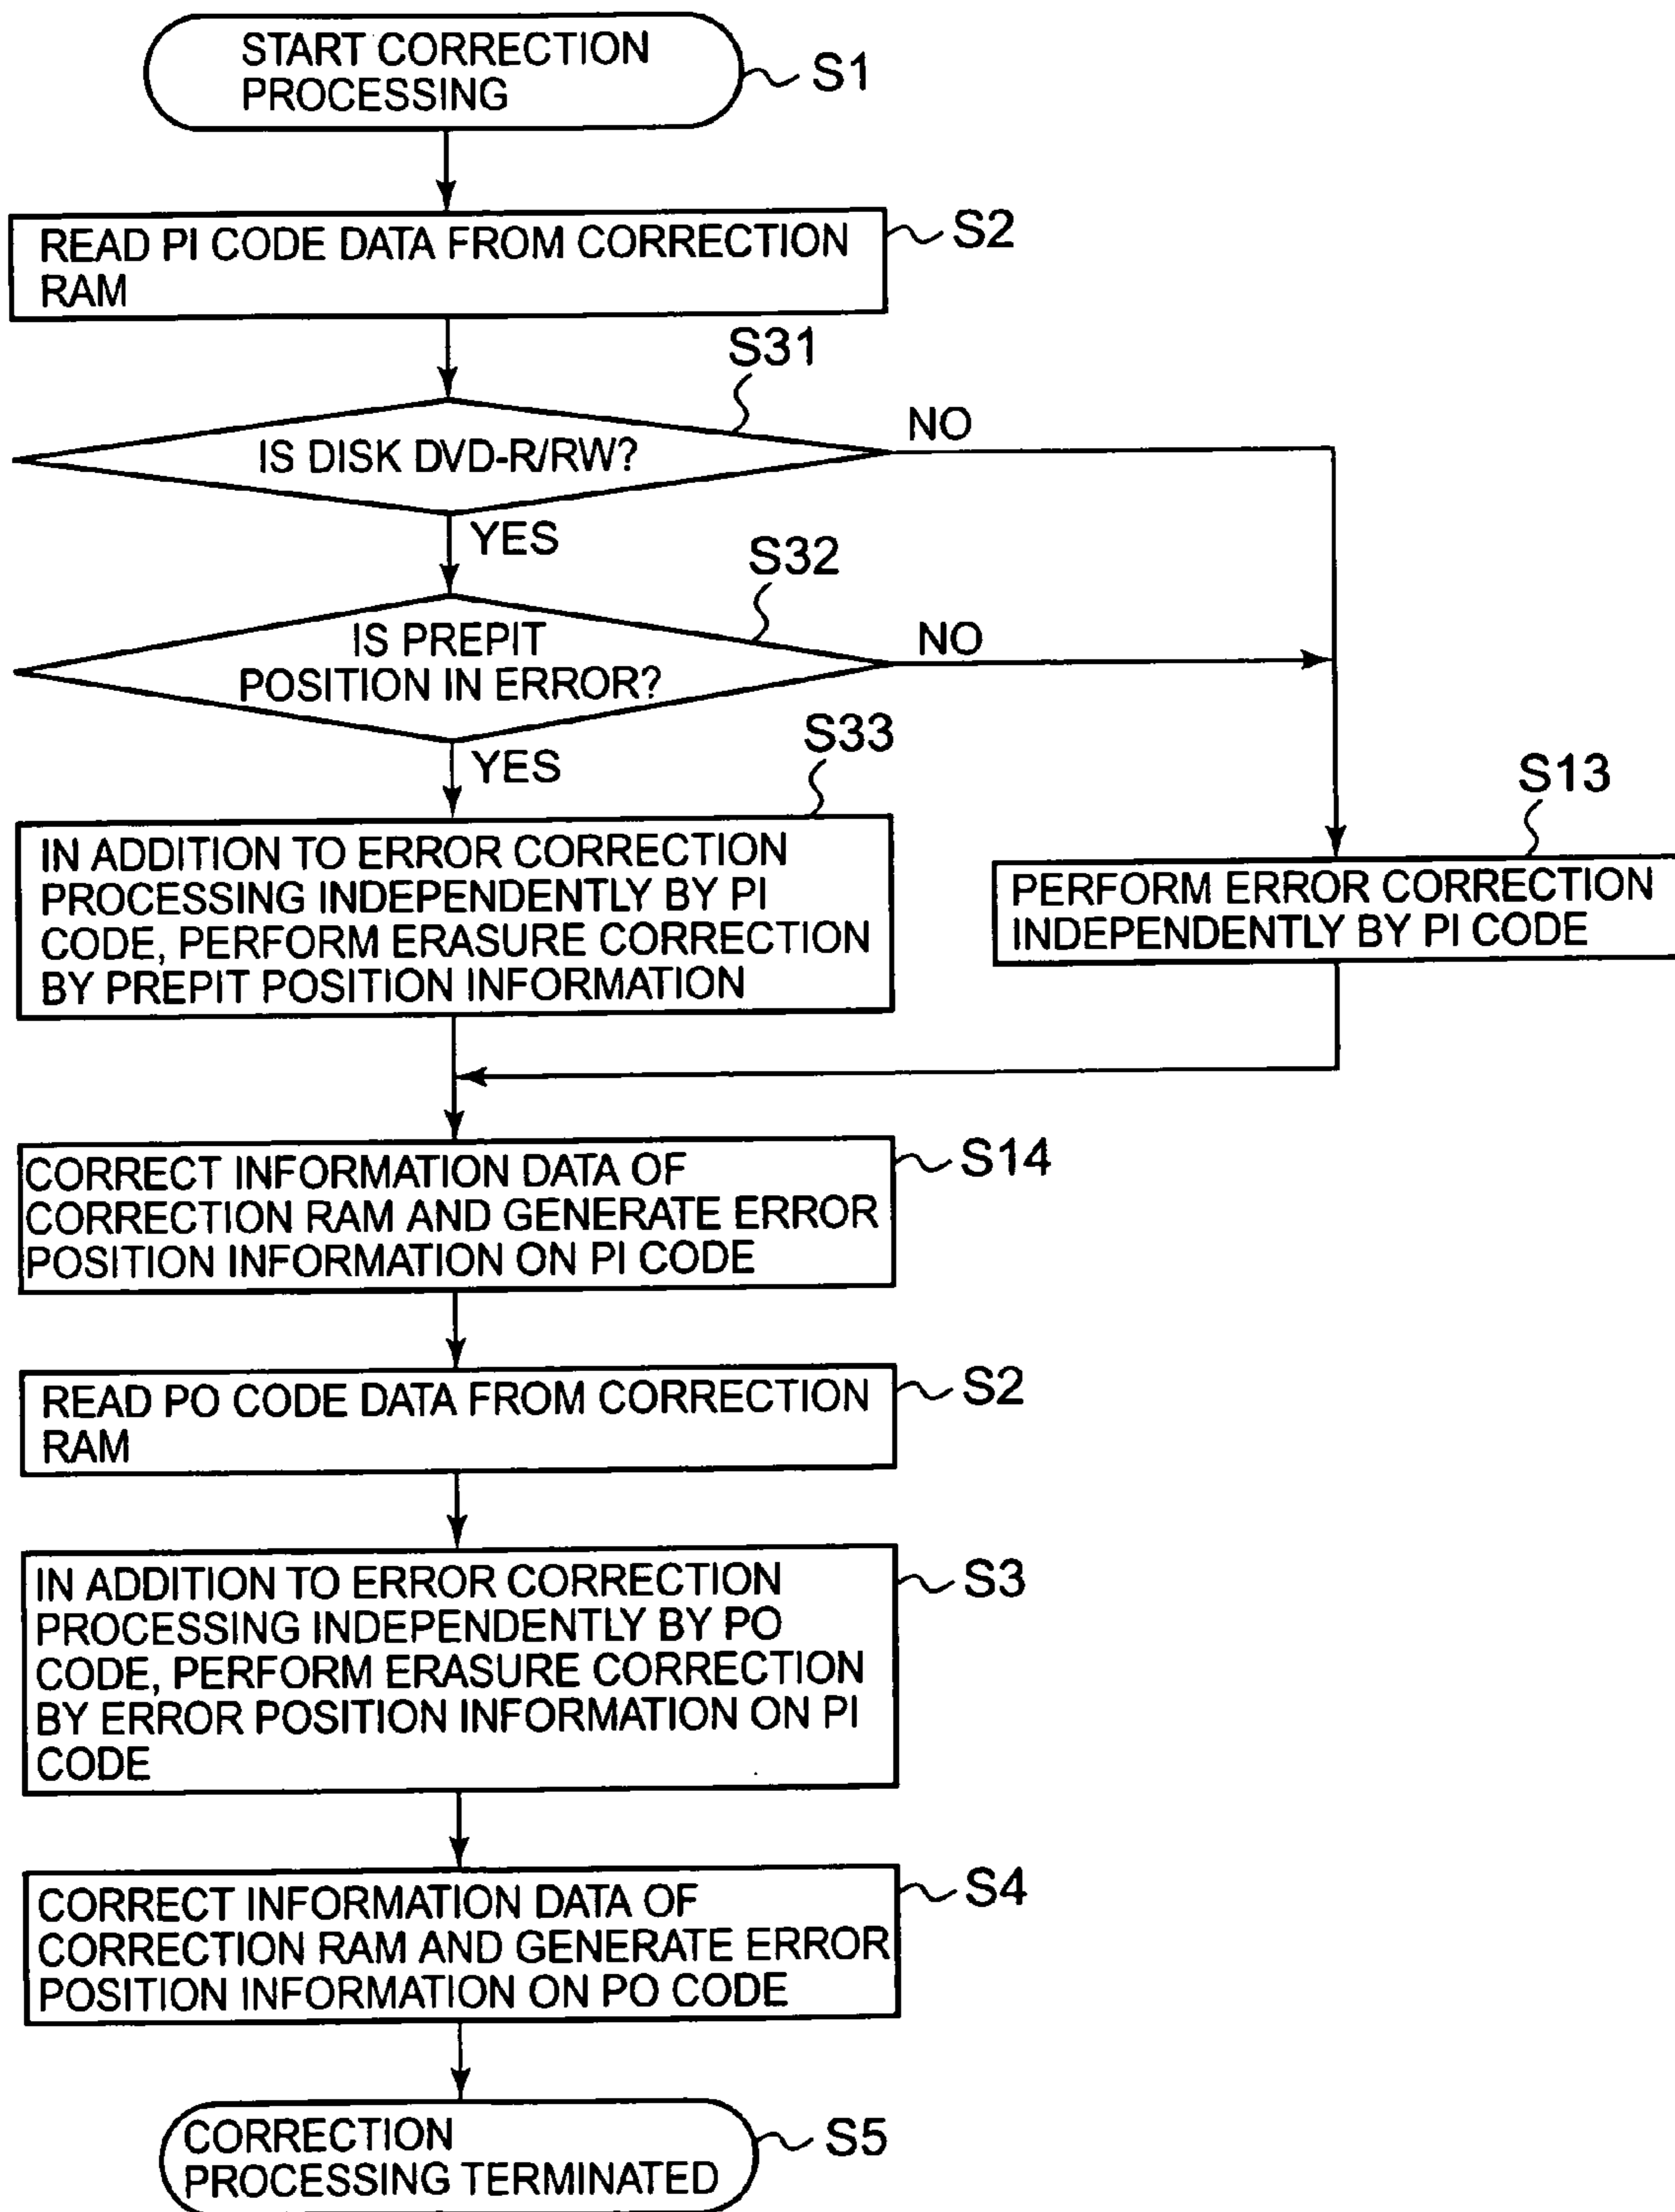 START CORRECTION
PROCESSING
S1
READ PI CODE DATA FROM CORRECTION
RAM
S2
S31
IS DISK DVD-R/RW?
NO
YES
S32
IS PREPIT
POSITION IN ERROR?
NO
YES
S33
IN ADDITION TO ERROR CORRECTION
PROCESSING INDEPENDENTLY BY PI
CODE, PERFORM ERASURE CORRECTION
BY PREPIT POSITION INFORMATION
S13
PERFORM ERROR CORRECTION
INDEPENDENTLY BY PI CODE
CORRECT INFORMATION DATA OF
CORRECTION RAM AND GENERATE ERROR
POSITION INFORMATION ON PI CODE
S14
READ PO CODE DATA FROM CORRECTION
RAM
S2
IN ADDITION TO ERROR CORRECTION
PROCESSING INDEPENDENTLY BY PO
CODE, PERFORM ERASURE CORRECTION
BY ERROR POSITION INFORMATION ON PI
CODE
S3
CORRECT INFORMATION DATA OF
CORRECTION RAM AND GENERATE ERROR
POSITION INFORMATION ON PO CODE
S4
CORRECTION
PROCESSING TERMINATED
S5